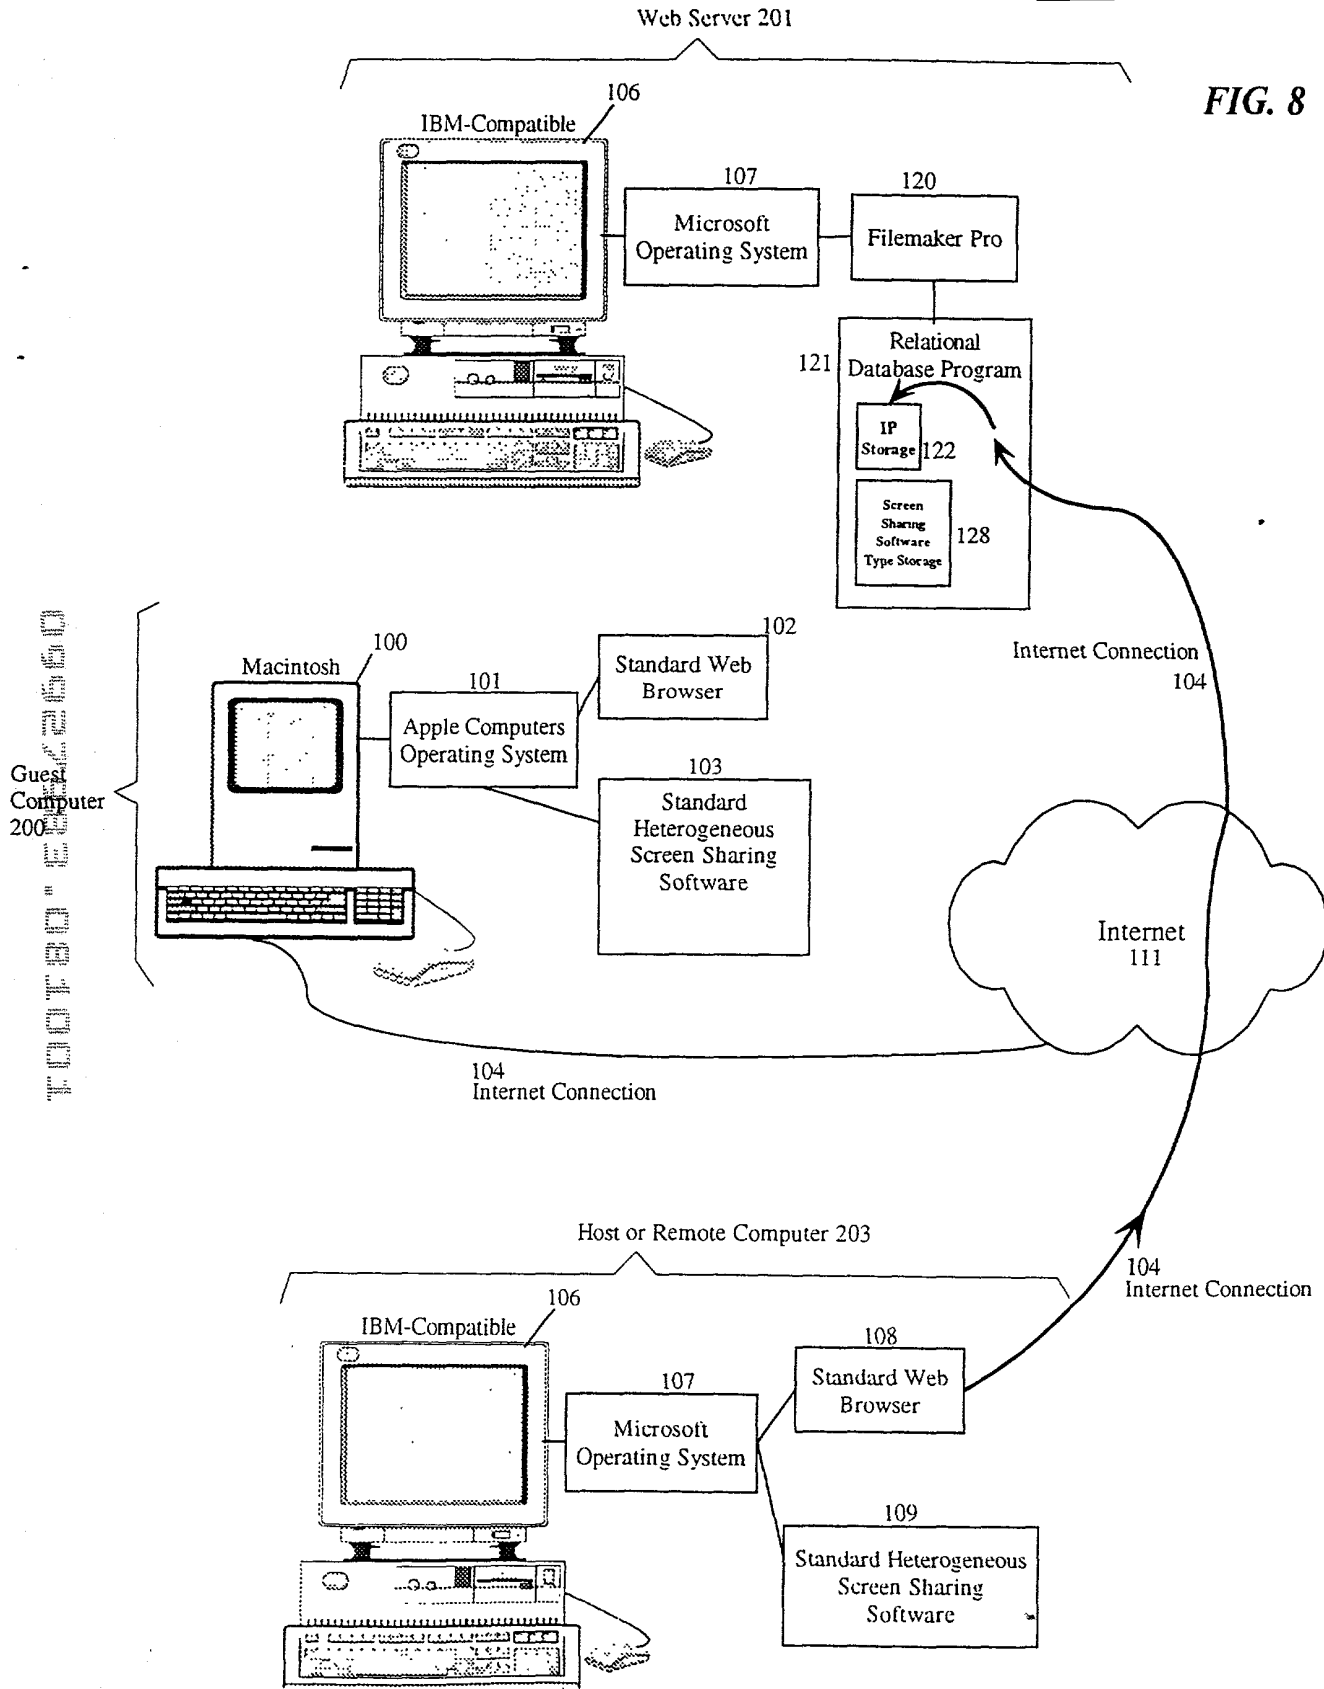 Web Server 201
FIG. 8
106
IBM-Compatible
107
Microsoft
Operating System
120
Filemaker Pro
121
Relational
Database Program
IP
Storage
122
Screen
Sharing
Software
Type Storage
128
Internet Connection
104
Guest
Computer
200
100
Macintosh
101
Apple Computers
Operating System
102
Standard Web
Browser
103
Standard
Heterogeneous
Screen Sharing
Software
Internet
111
104
Internet Connection
Host or Remote Computer 203
104
Internet Connection
106
IBM-Compatible
107
Microsoft
Operating System
108
Standard Web
Browser
109
Standard Heterogeneous
Screen Sharing
Software